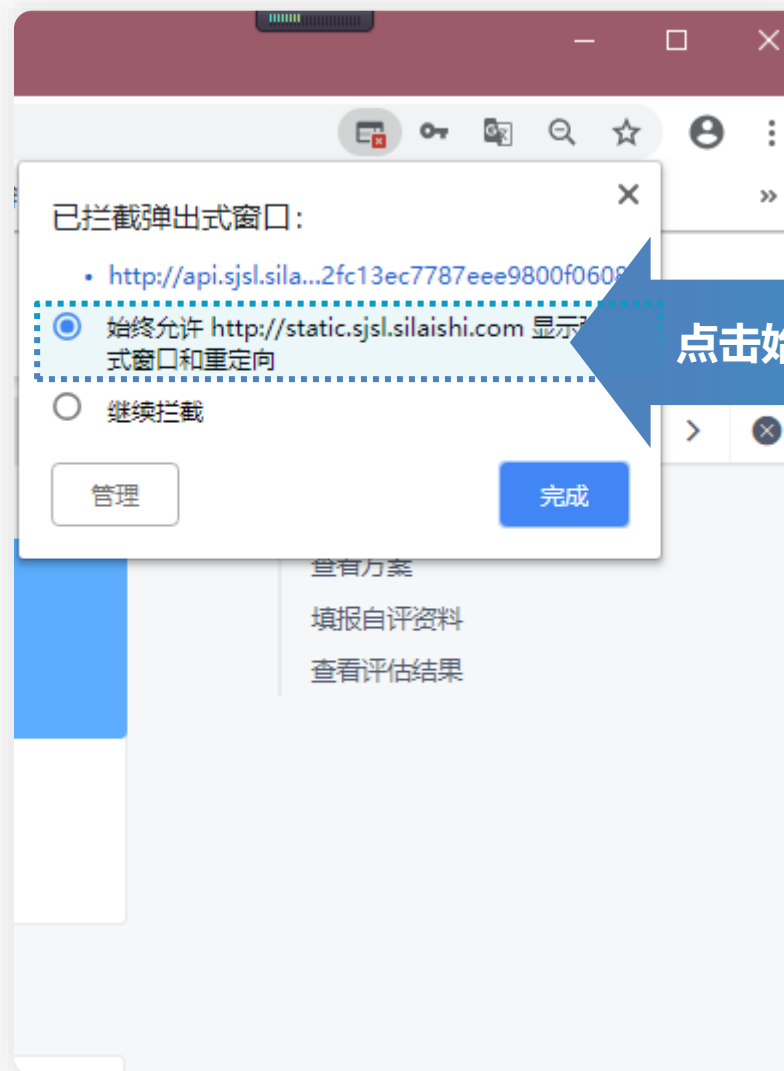 已拦截弹出式窗口：
• http://api.sjsl.sila...2fc13ec7787eee9800f0608
始终允许 http://static.sjsl.silaishi.com 显示
式窗口和重定向
点击始
继续拦截
管理
完成
查看方案
填报自评资料
查看评估结果